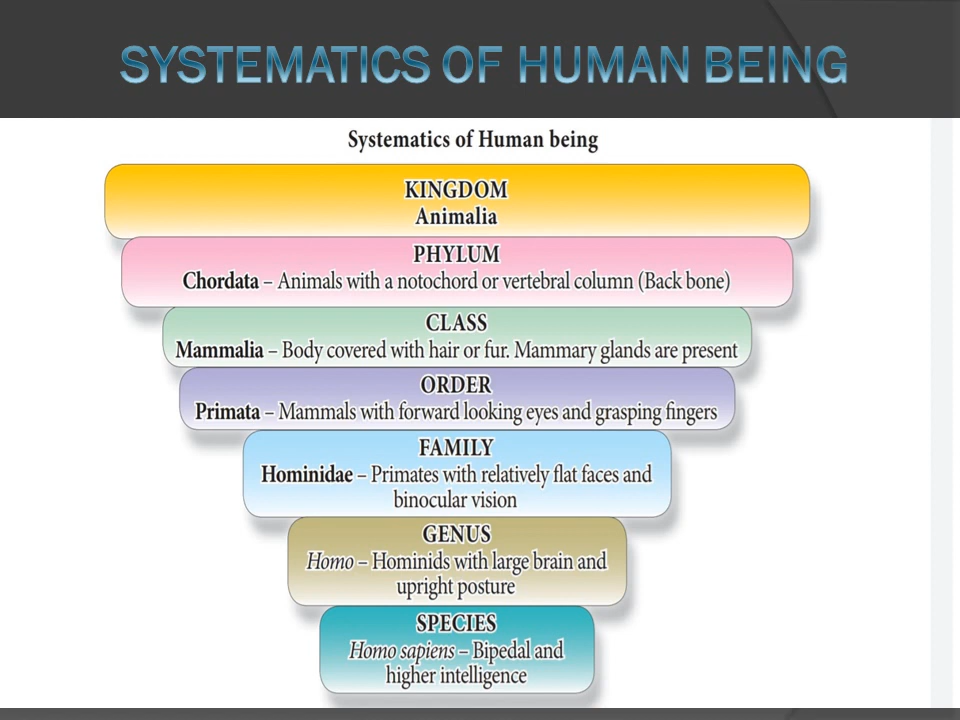 SYSTEMATICS OF HUMAN BEING
Systematics of Human being
KINGDOM
Animalia
PHYLUM
Chordata – Animals with a notochord or vertebral column (Back bone)
CLASS
Mammalia – Body covered with hair or fur. Mammary glands are present
ORDER
Primata – Mammals with forward looking eyes and grasping fingers
FAMILY
Hominidae – Primates with relatively flat faces and
binocular vision
GENUS
Homo – Hominids with large brain and
upright posture
SPECIES
Homo sapiens – Bipedal and
higher intelligence